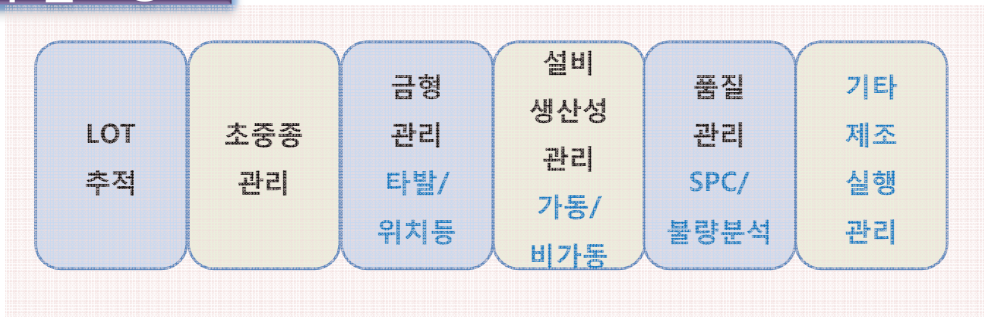 LOT
추적
초중종
관리
금형
관리
타발/
위치등
설비
생산성
관리
가동/
비가동
품질
관리
SPC/
불량분석
기타
제조
실행
관리